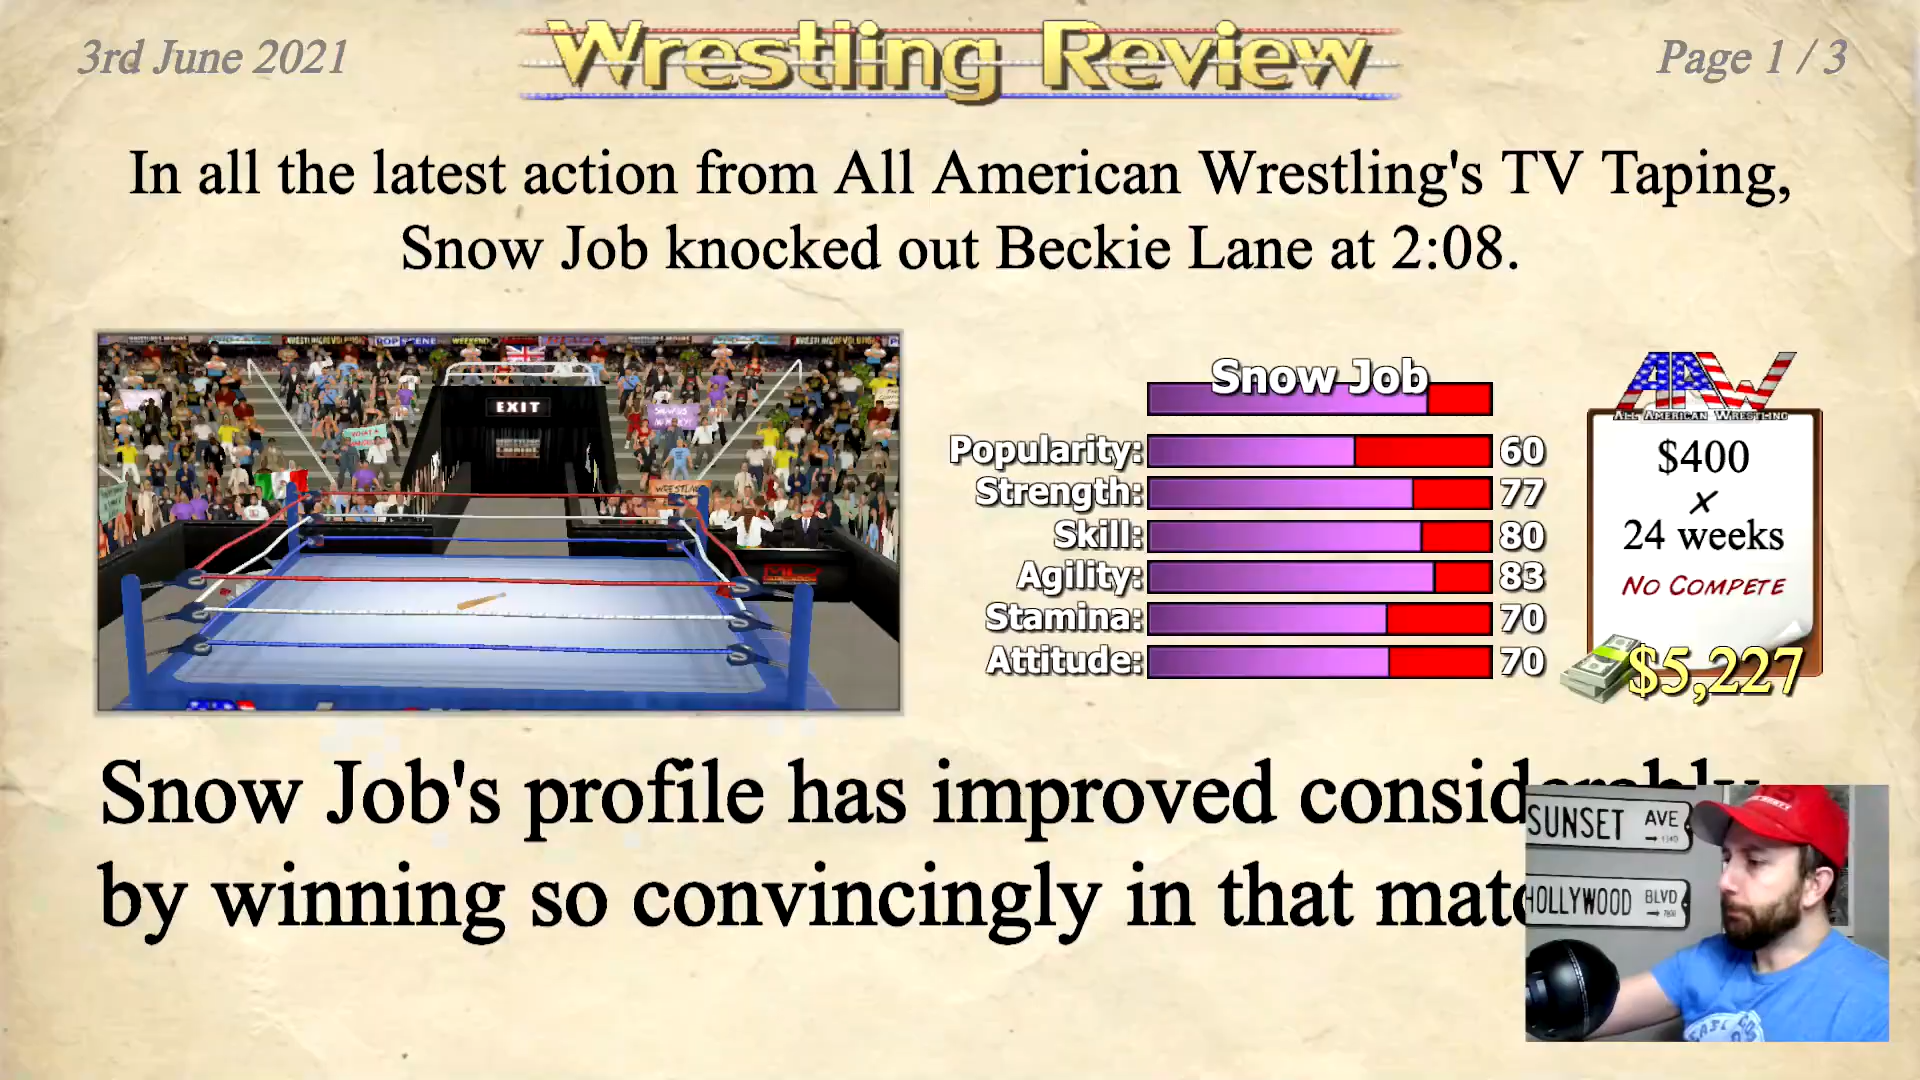 3rd June 2021
Wrestling Review
Page 1 / 3
In all the latest action from All American Wrestling's TV Taping,
Snow Job knocked out Beckie Lane at 2:08.
POP SCENE
EXIT
Snow Job
Popularity: 60
Strength: 77
Skill: 80
Agility: 83
Stamina: 70
Attitude: 70
AAW
ALL AMERICAN WRESTLING
$400
x
24 weeks
NO COMPETE
$5,227
Snow Job's profile has improved considerably
by winning so convincingly in that
SUNSET AVE
HOLLYWOOD BLVD